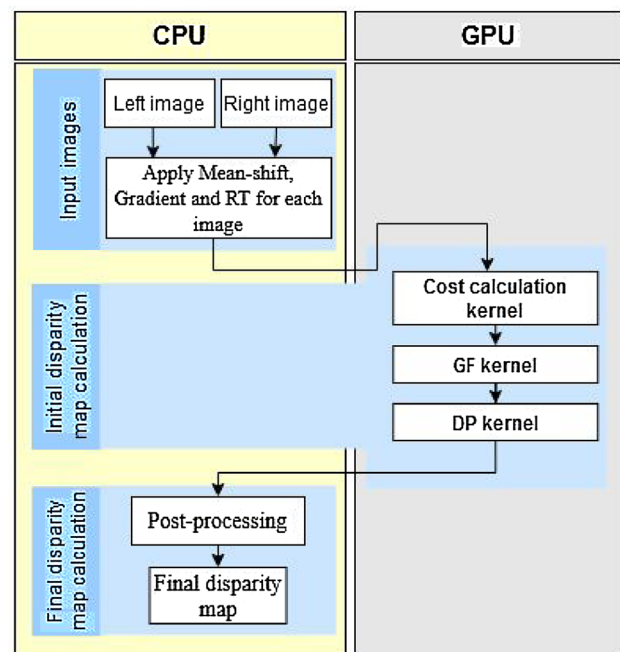 CPU
GPU
Input images
Left image
Right image
Apply Mean-shift,
Gradient and RT for each
image
Initial disparity
map calculation
Cost calculation
kernel
GF kernel
DP kernel
Final disparity
map calculation
Post-processing
Final disparity
map